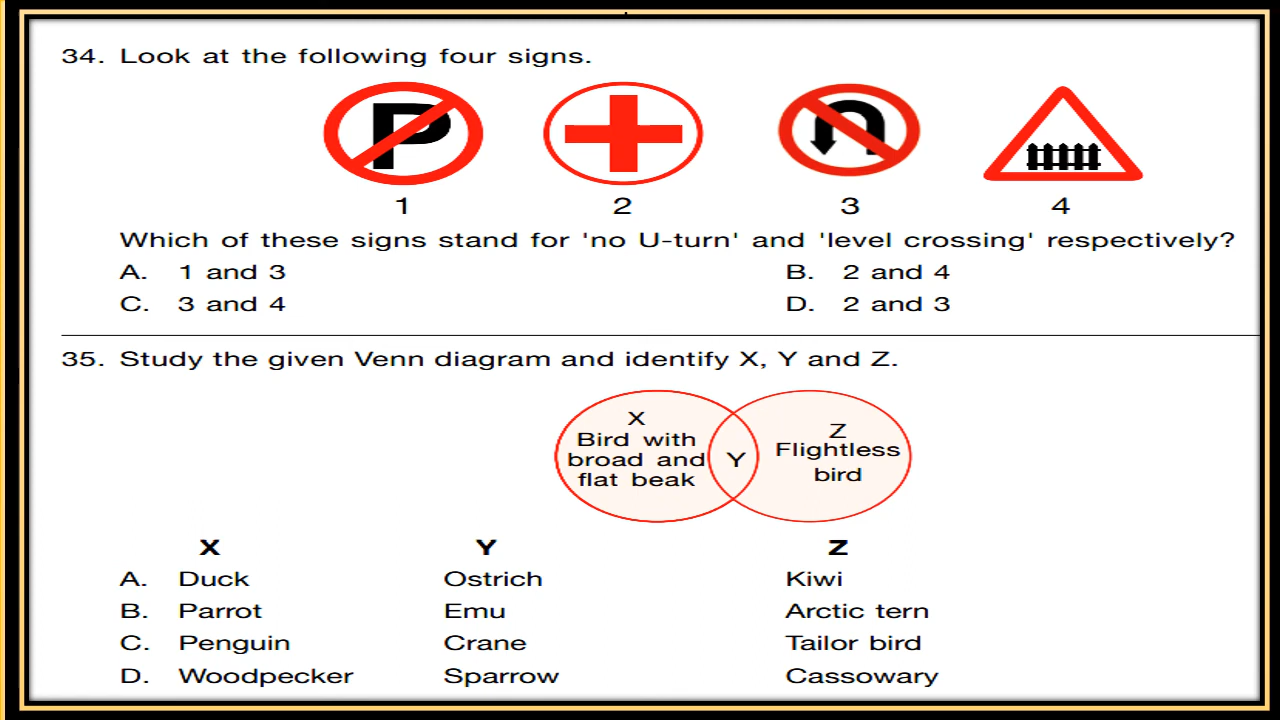 34. Look at the following four signs.
P
1 2 3 4
Which of these signs stand for 'no U-turn' and 'level crossing' respectively?
A. 1 and 3 B. 2 and 4
C. 3 and 4 D. 2 and 3
35. Study the given Venn diagram and identify X, Y and Z.
X
Bird with
broad and
flat beak
Y
Z
Flightless
bird
X Y Z
A. Duck Ostrich Kiwi
B. Parrot Emu Arctic tern
C. Penguin Crane Tailor bird
D. Woodpecker Sparrow Cassowary